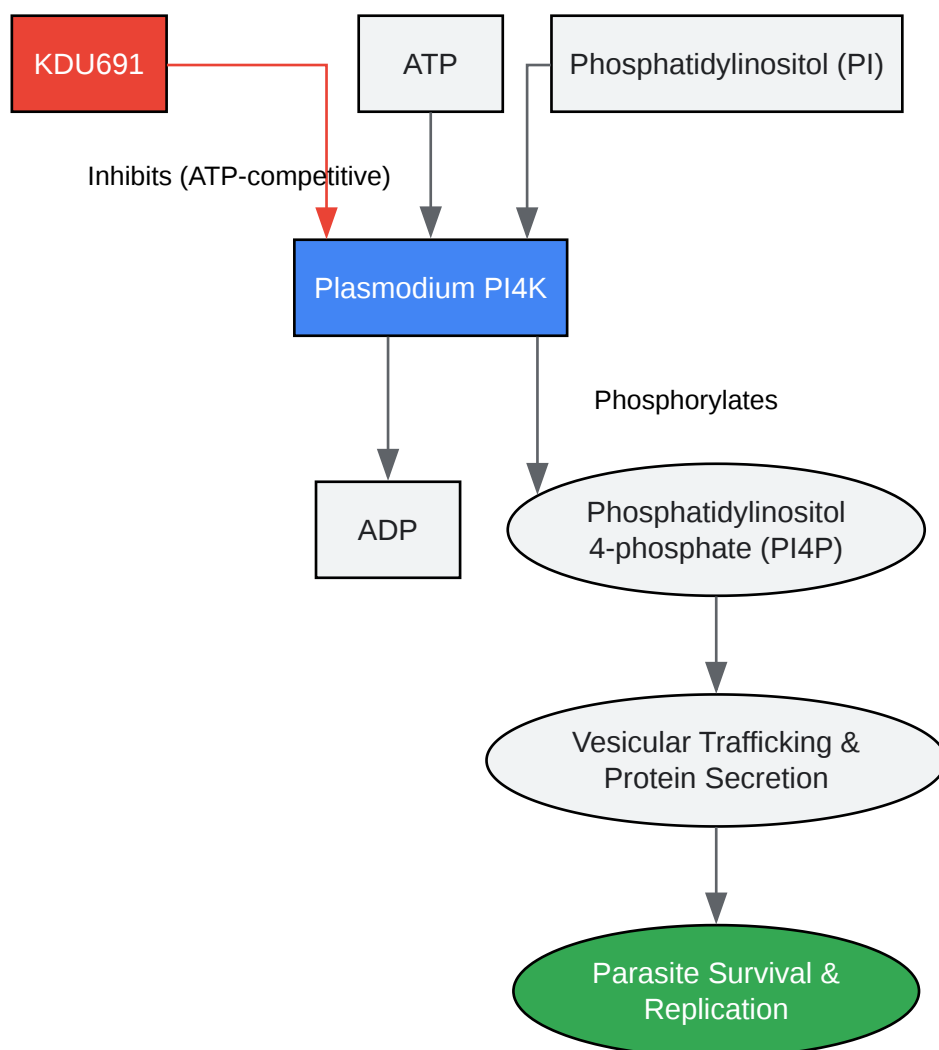 KDU691
ATP
Phosphatidylinositol (PI)
Inhibits (ATP-competitive)
Plasmodium PI4K
Phosphorylates
ADP
Phosphatidylinositol
4-phosphate (PI4P)
Vesicular Trafficking &
Protein Secretion
Parasite Survival &
Replication